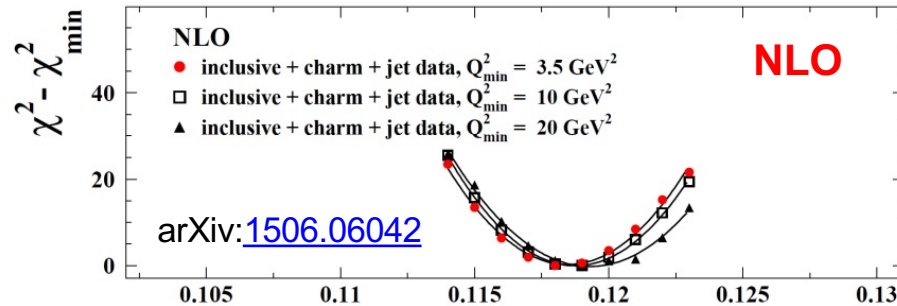 χ² - χ²min
NLO
NLO
inclusive + charm + jet data, Q²min = 3.5 GeV²
inclusive + charm + jet data, Q²min = 10 GeV²
inclusive + charm + jet data, Q²min = 20 GeV²
40
20
arXiv:1506.06042
0
0.105 0.11 0.115 0.12 0.125 0.13